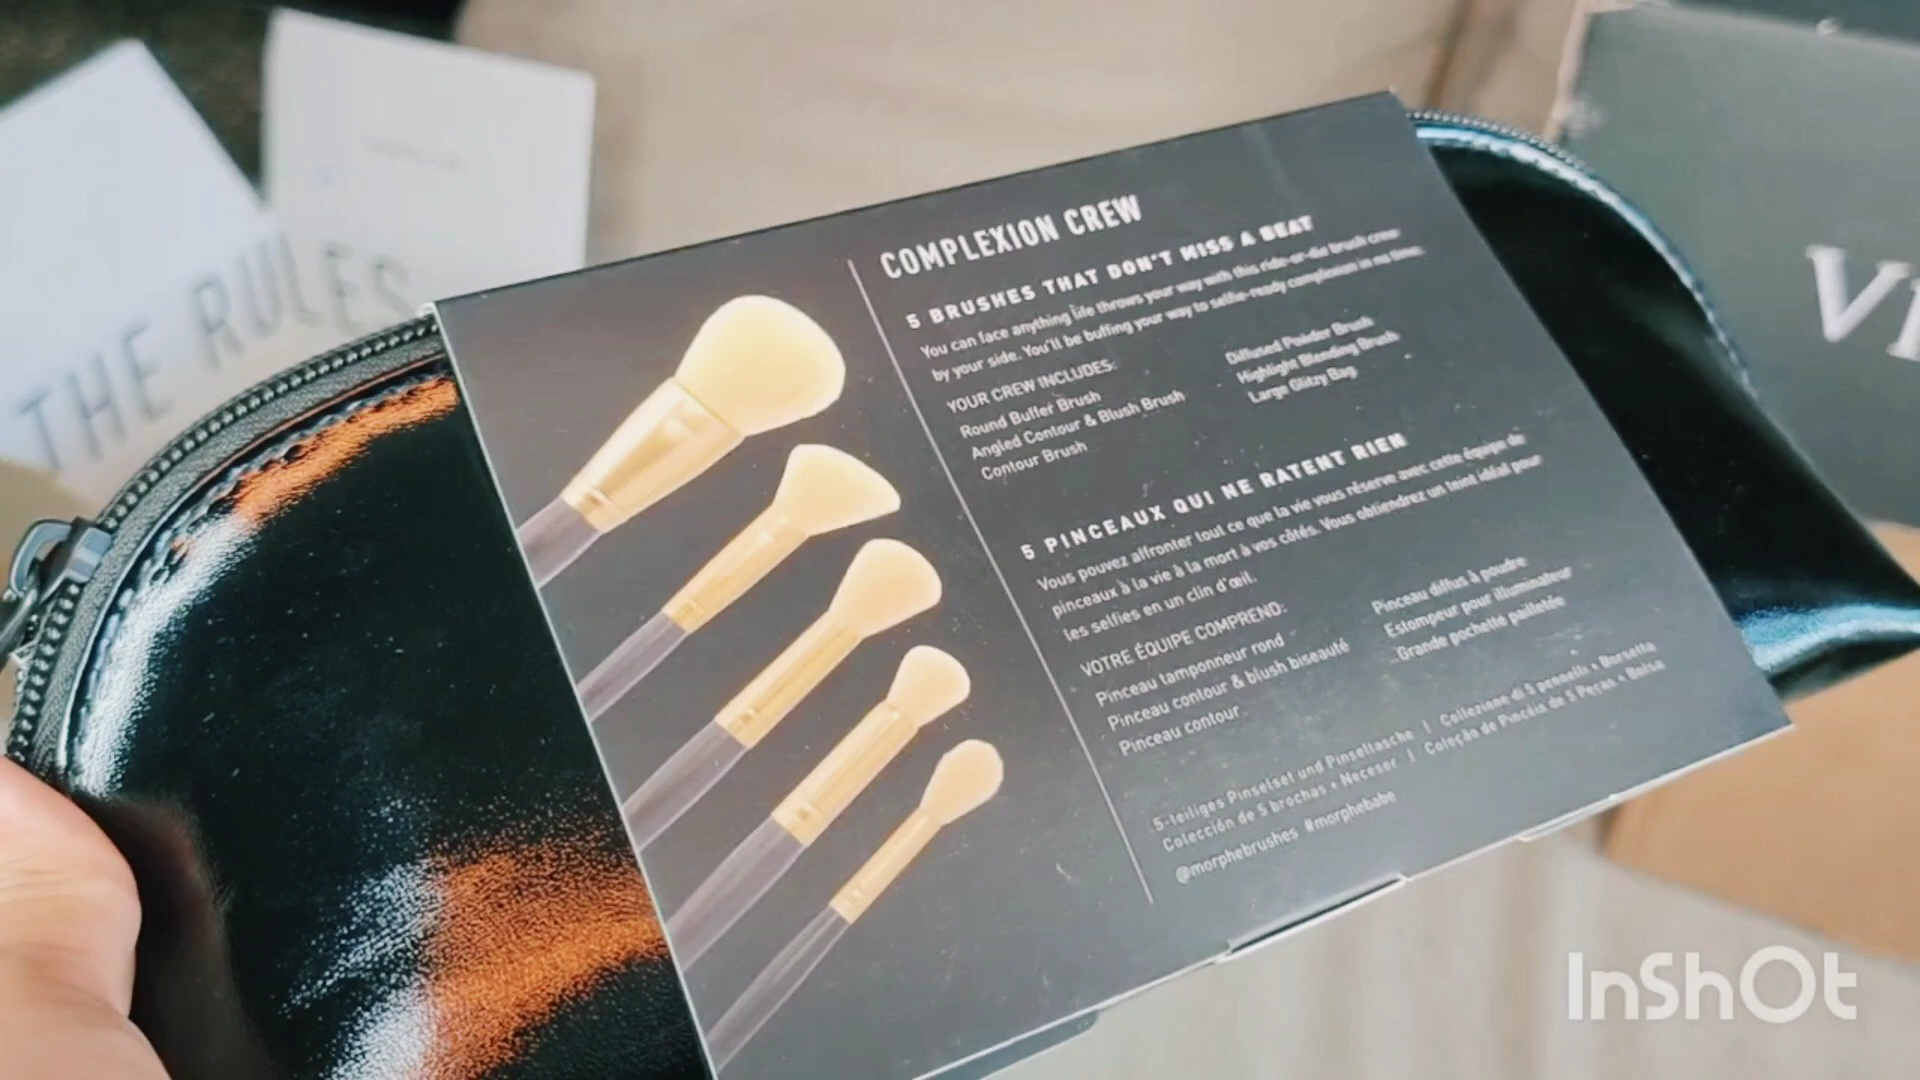 THE RULES
VI
COMPLEXION CREW
5 BRUSHES THAT DON'T MISS A BEAT
You can face anything life throws your way with this ride-or-die brush crew
by your side. You'll be buffing your way to selfie-ready complexion in no time.
YOUR CREW INCLUDES:
Round Buffer Brush
Angled Contour & Blush Brush
Contour Brush
Diffused Powder Brush
Highlight Blending Brush
Large Glitzy Bag
5 PINCEAUX QUI NE RATENT RIEN
Vous pouvez affronter tout ce que la vie vous réserve avec cette équipe de
pinceaux à la vie à la mort à vos côtés. Vous obtiendrez un teint idéal pour
les selfies en un clin d'œil.
VOTRE ÉQUIPE COMPREND:
Pinceau tamponneur rond
Pinceau contour & blush biseauté
Pinceau contour
Pinceau diffus à poudre
Estompeur pour illuminateur
Grande pochette pailletée
5-teiliges Pinselset und Pinseltasche | Collezione di 5 pennelli + Borsetta
Colección de 5 brochas + Neceser | Coleção de Pincéis de 5 Peças + Bolsa
@morphebrushes #morphebabe
InShOt